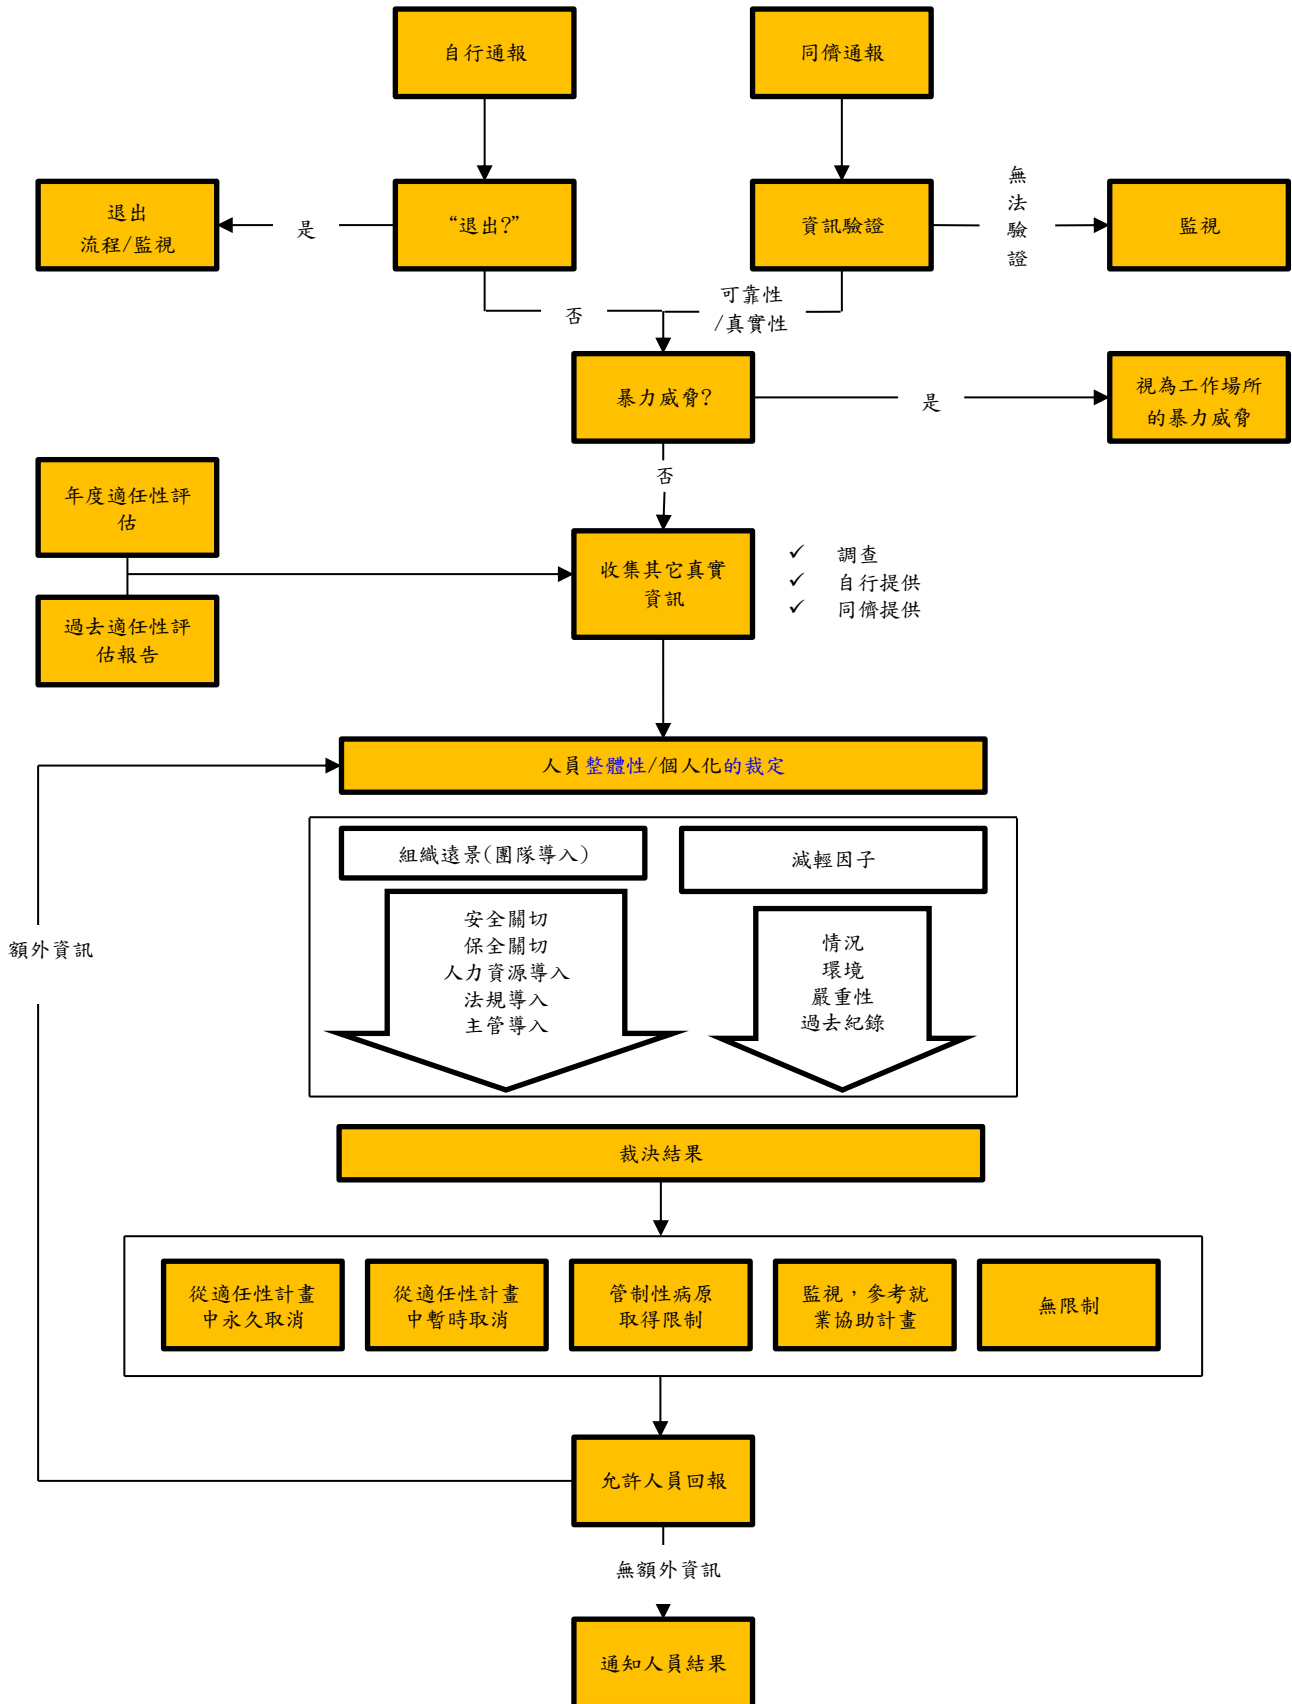 自行通報
同儕通報
退出
流程/監視
是
“退出?”
資訊驗證
無
法
驗
證
監視
否
可靠性
/真實性
暴力威脅?
是
視為工作場所
的暴力威脅
否
年度適任性評
估
過去適任性評
估報告
收集其它真實
資訊
✓ 調查
✓ 自行提供
✓ 同儕提供
人員整體性/個人化的裁定
組織遠景(團隊導入)
減輕因子
安全關切
保全關切
人力資源導入
法規導入
主管導入
情況
環境
嚴重性
過去紀錄
額外資訊
裁決結果
從適任性計畫
中永久取消
從適任性計畫
中暫時取消
管制性病原
取得限制
監視，參考就
業協助計畫
無限制
允許人員回報
無額外資訊
通知人員結果